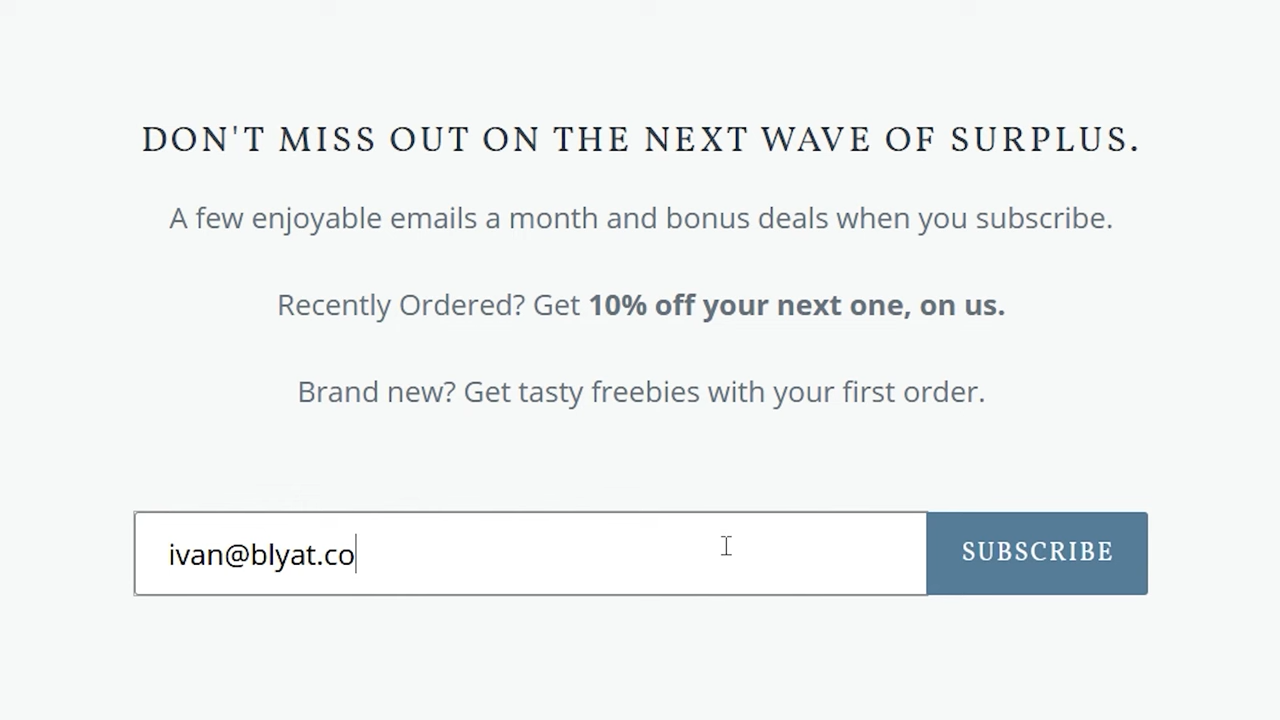 DON'T MISS OUT ON THE NEXT WAVE OF SURPLUS.
A few enjoyable emails a month and bonus deals when you subscribe.
Recently Ordered? Get 10% off your next one, on us.
Brand new? Get tasty freebies with your first order.
ivan@blyat.co
SUBSCRIBE